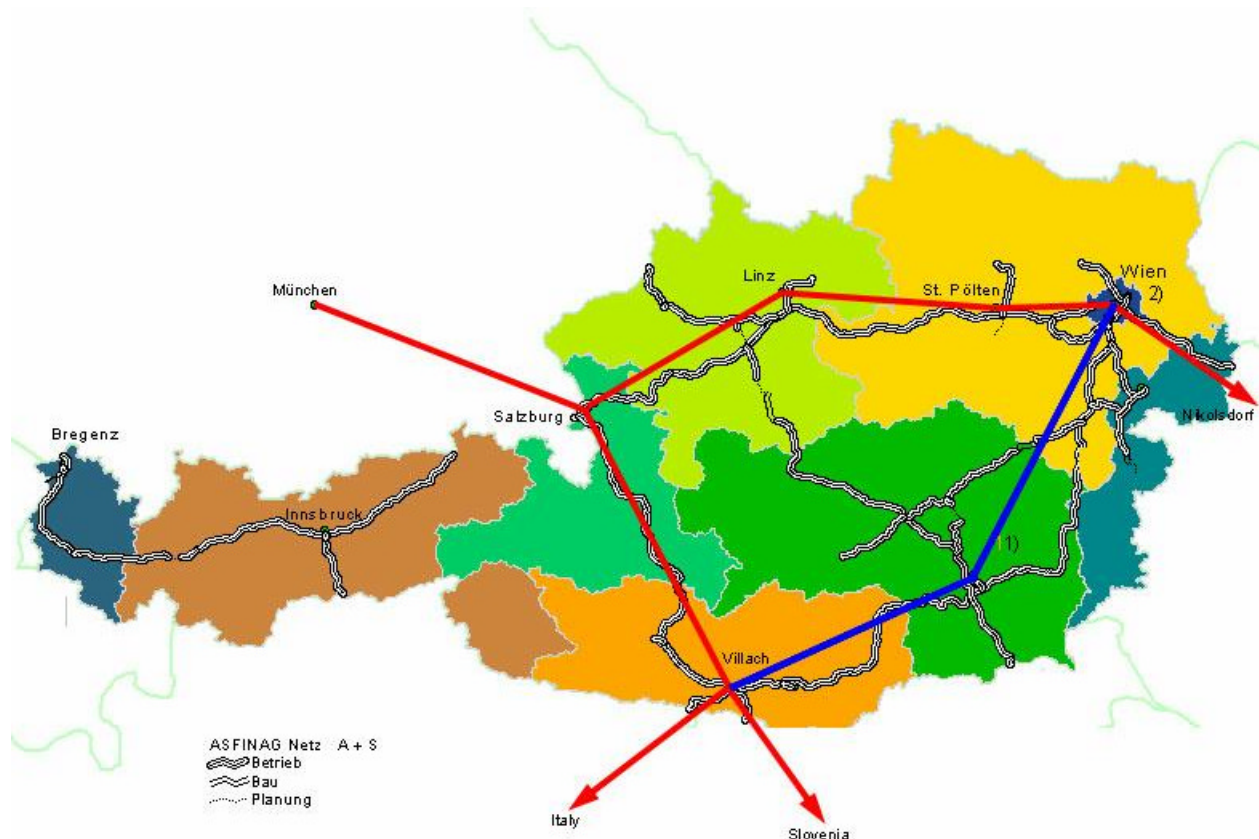 Linz
Wien
München
St. Pölten
2)
Salzburg
Nikolsdorf
Bregenz
Innsbruck
1)
Villach
ASFINAG Netz A + S
Betrieb
Bau
Planung
Italy
Slovenia